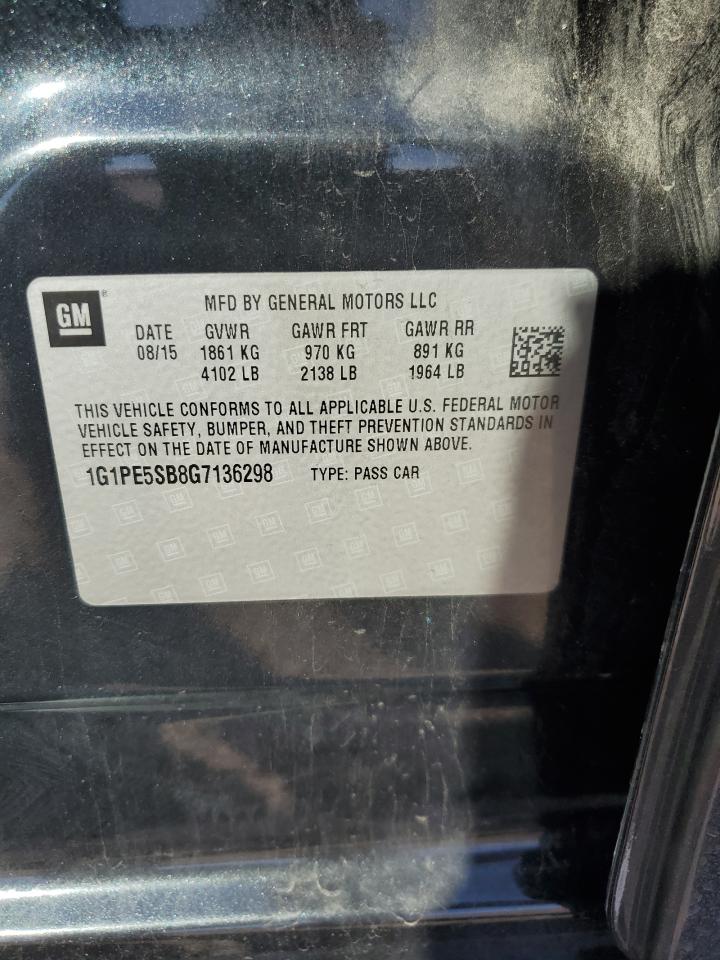 GM ®
MFD BY GENERAL MOTORS LLC
DATE GVWR GAWR FRT GAWR RR
08/15 1861 KG 970 KG 891 KG
4102 LB 2138 LB 1964 LB
THIS VEHICLE CONFORMS TO ALL APPLICABLE U.S. FEDERAL MOTOR
VEHICLE SAFETY, BUMPER, AND THEFT PREVENTION STANDARDS IN
EFFECT ON THE DATE OF MANUFACTURE SHOWN ABOVE.
1G1PE5SB8G7136298 TYPE: PASS CAR